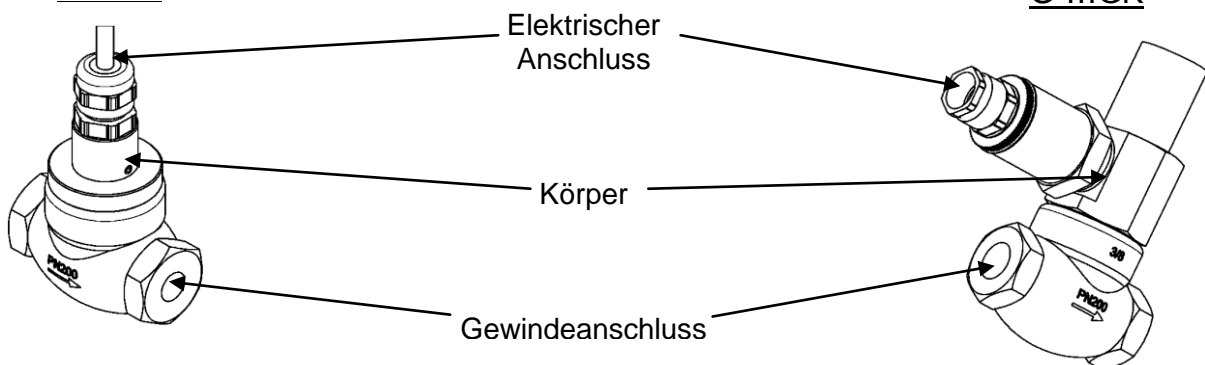 Elektrischer
Anschluss
Körper
Gewindeanschluss
PN200
3/8
PN200